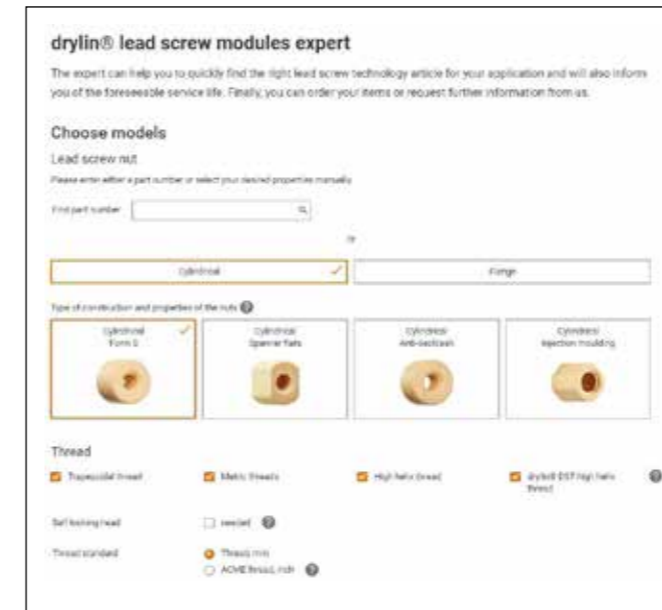 drylin® lead screw modules expert
The expert can help you to quickly find the right lead screw technology article for your application and will also inform
you of the foreseeable service life. Finally, you can order your items or request further information from us.
Choose models
Lead screw nut
Please enter either a part number or select your desired properties manually
Find part number
or
Cylindrical
Flange
Type of construction and properties of the nuts
Cylindrical Cylindrical Cylindrical Cylindrical
Form S Spanner flats Anti-backlash Injection moulding
Thread
Trapezoidal thread Metric threads High helix thread drylin® DST high helix
thread
Self locking needed
Thread standard Thread, mm
ACME thread, inch